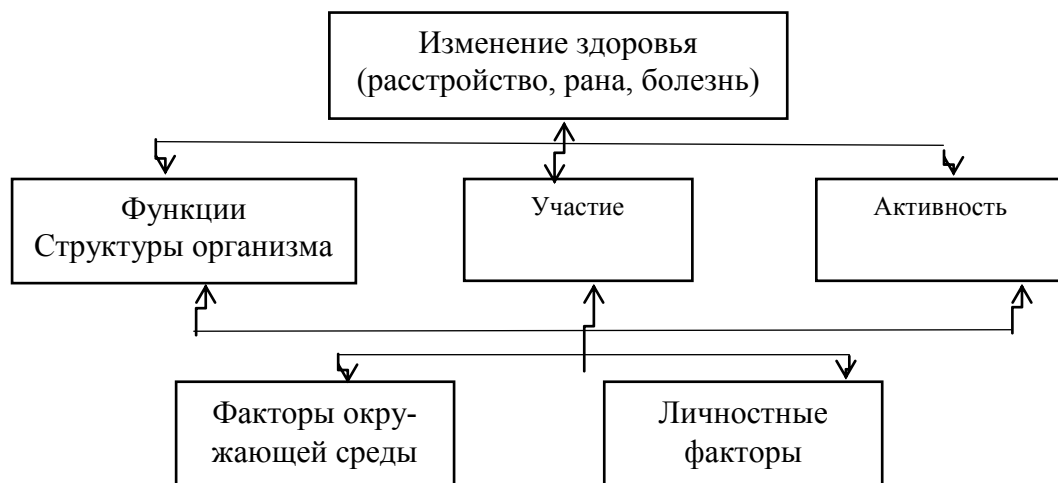 Изменение здоровья
(расстройство, рана, болезнь)
Функции
Структуры организма
Участие
Активность
Факторы окру-
жающей среды
Личностные
факторы